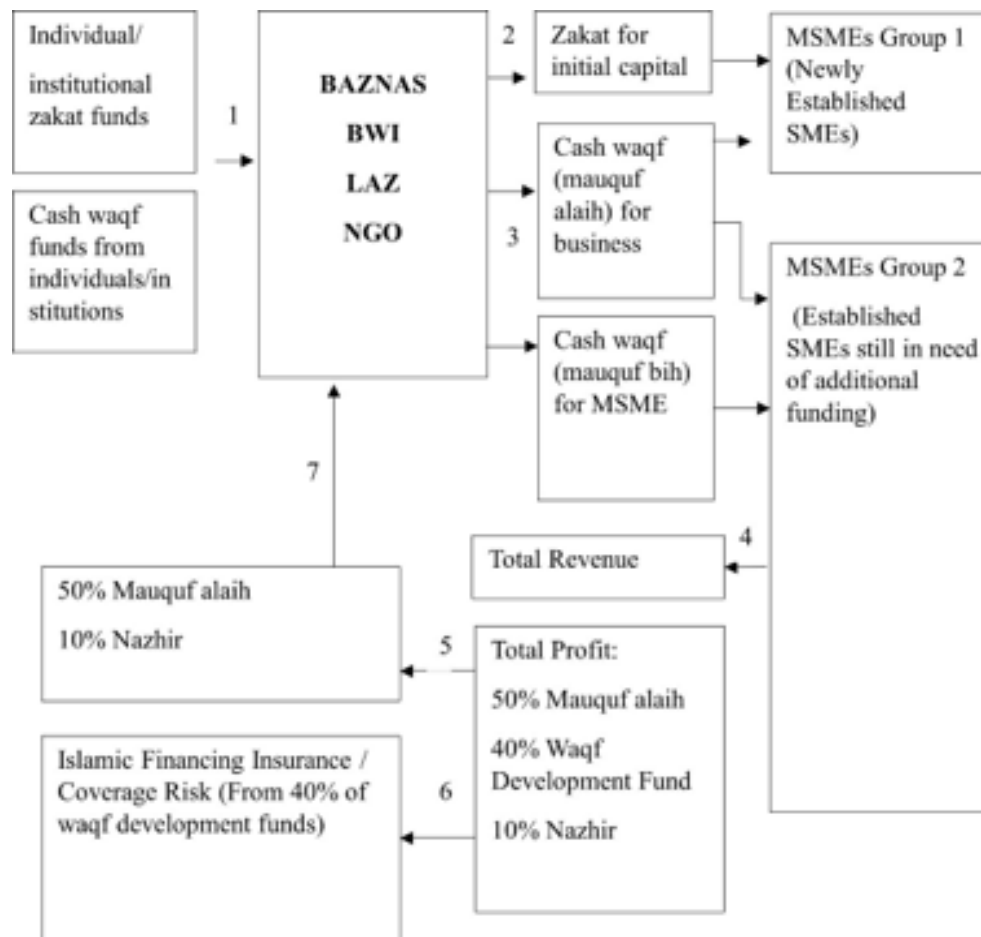 Individual/
institutional
zakat funds
Cash waqf
funds from
individuals/in
stitutions
1
BAZNAS
BWI
LAZ
NGO
2
Zakat for
initial capital
3
Cash waqf
(mauquf
alaih) for
business
Cash waqf
(mauquf bih)
for MSME
MSMEs Group 1
(Newly
Established
SMEs)
MSMEs Group 2
(Established
SMEs still in need
of additional
funding)
4
Total Revenue
Total Profit:
50% Mauquf alaih
40% Waqf
Development Fund
10% Nazhir
5
50% Mauquf alaih
10% Nazhir
6
Islamic Financing Insurance /
Coverage Risk (From 40% of
waqf development funds)
7